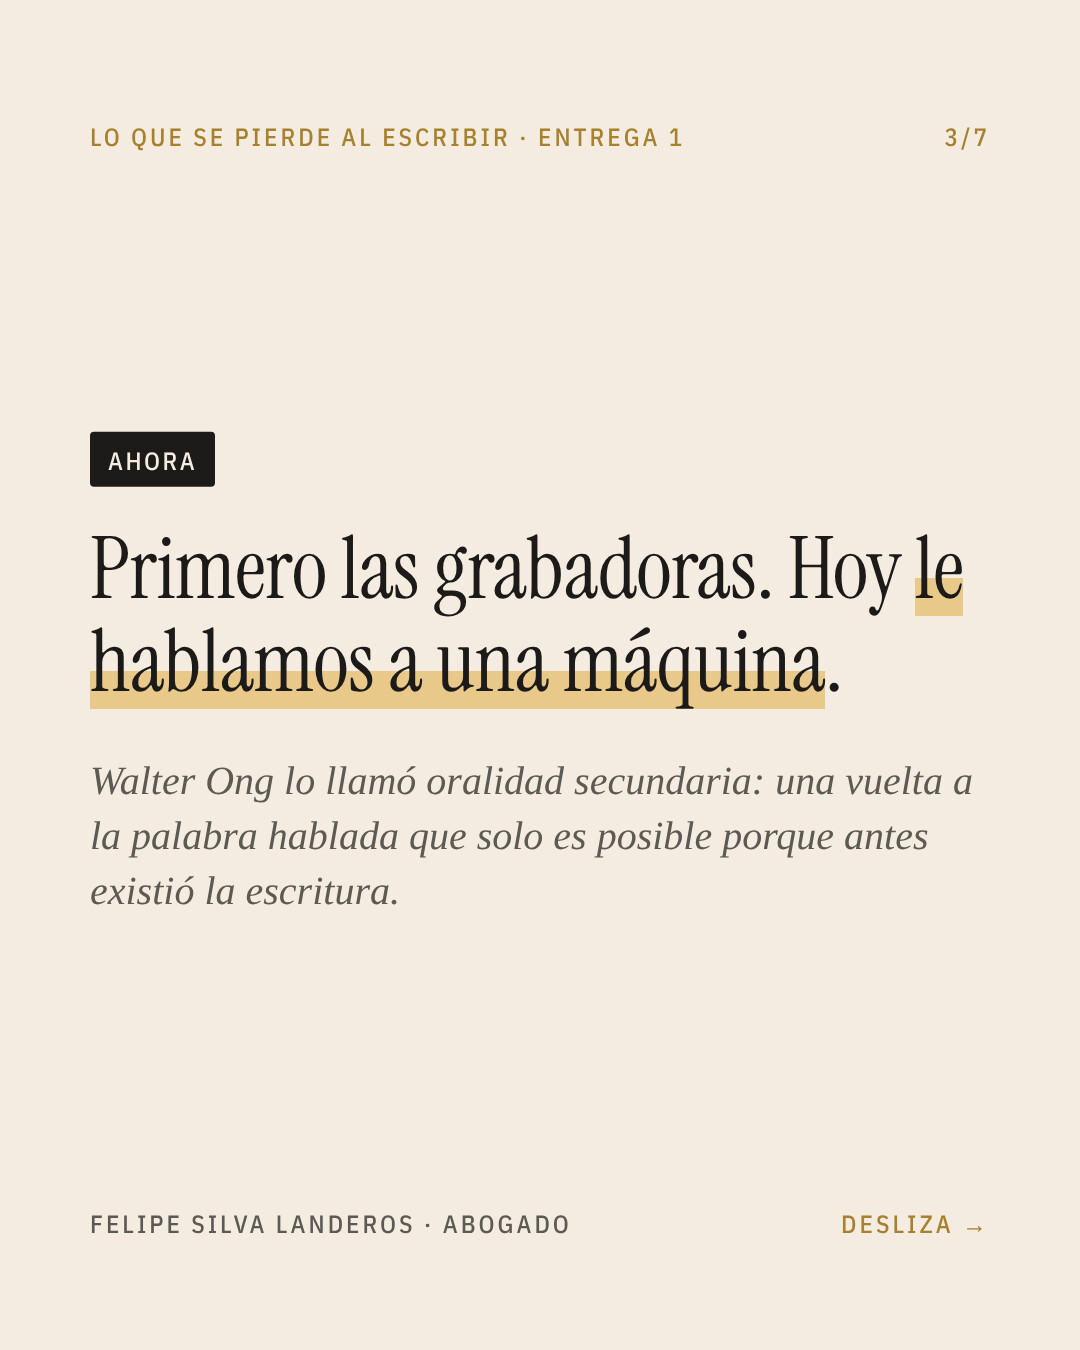 LO QUE SE PIERDE AL ESCRIBIR · ENTREGA 1
3/7
AHORA
Primero las grabadoras. Hoy le
hablamos a una máquina.
Walter Ong lo llamó oralidad secundaria: una vuelta a
la palabra hablada que solo es posible porque antes
existió la escritura.
FELIPE SILVA LANDEROS · ABOGADO
DESLIZA →